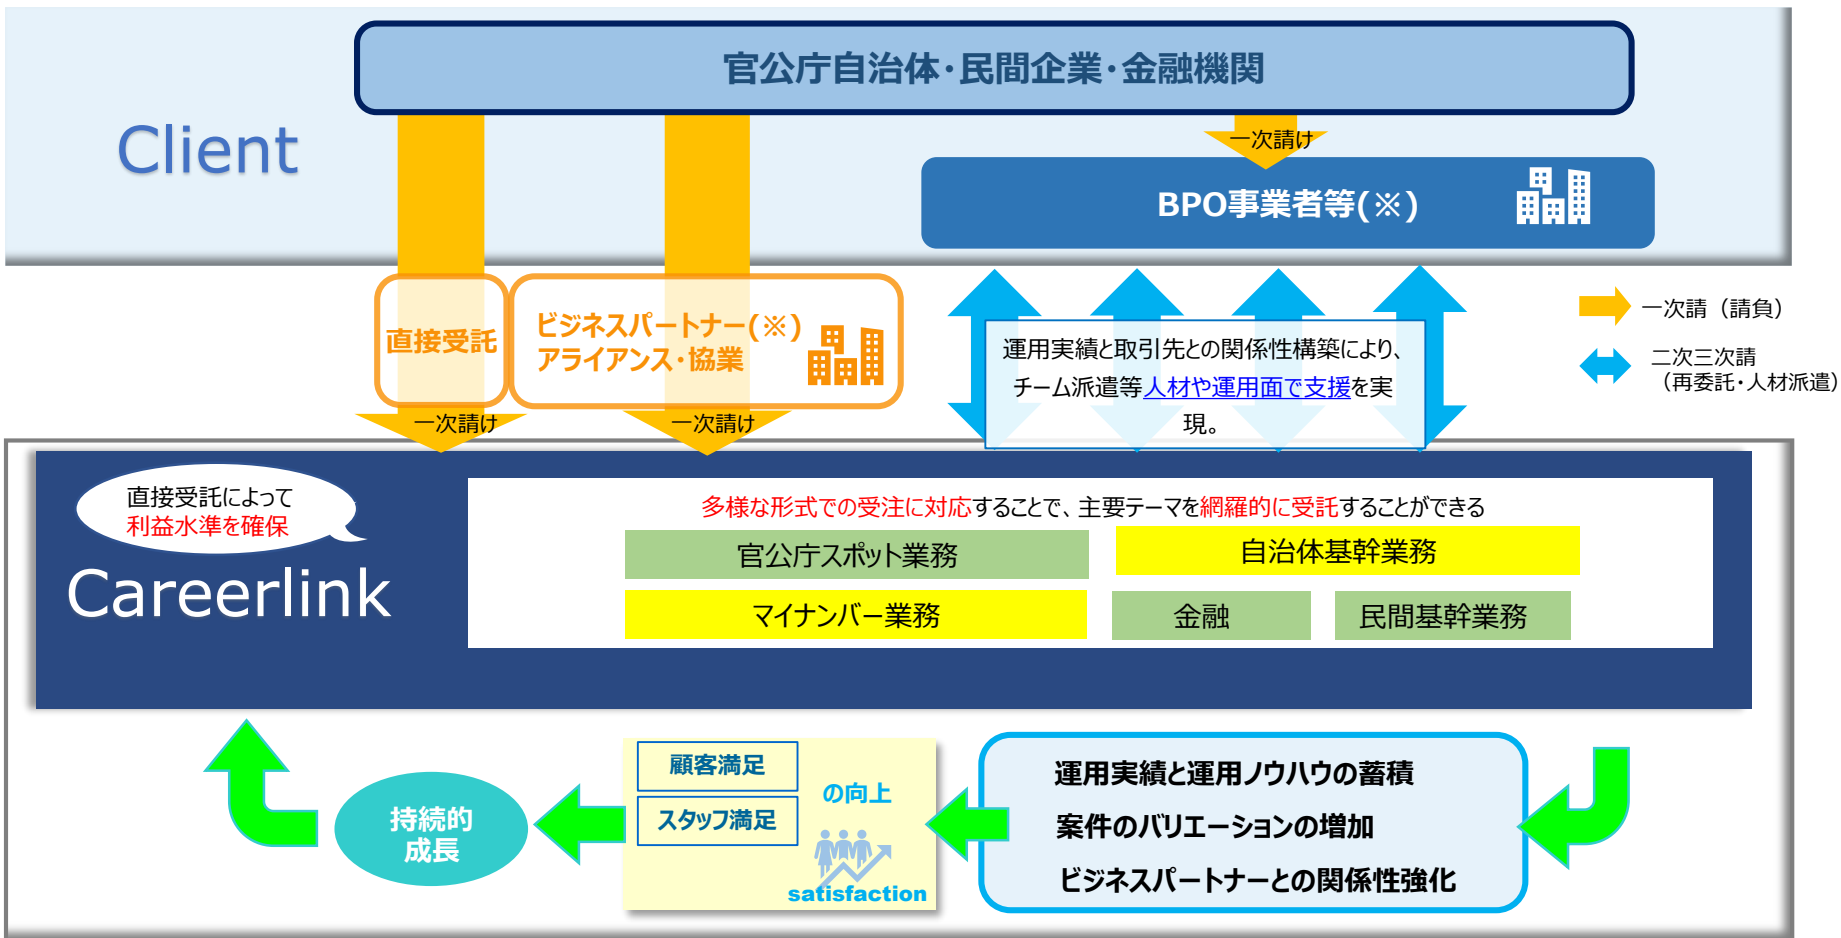 官公庁自治体・民間企業・金融機関
Client
一次請け
BPO事業者等(※)
直接受託
ビジネスパートナー(※)
アライアンス・協業
一次請け
一次請け
運用実績と取引先との関係性構築により、
チーム派遣等人材や運用面で支援を実
現。
一次請（請負）
二次三次請
（再委託・人材派遣）
直接受託によって
利益水準を確保
Careerlink
多様な形式での受注に対応することで、主要テーマを網羅的に受託することができる
官公庁スポット業務
自治体基幹業務
マイナンバー業務
金融
民間基幹業務
運用実績と運用ノウハウの蓄積
案件のバリエーションの増加
ビジネスパートナーとの関係性強化
顧客満足
スタッフ満足
の向上
satisfaction
持続的
成長